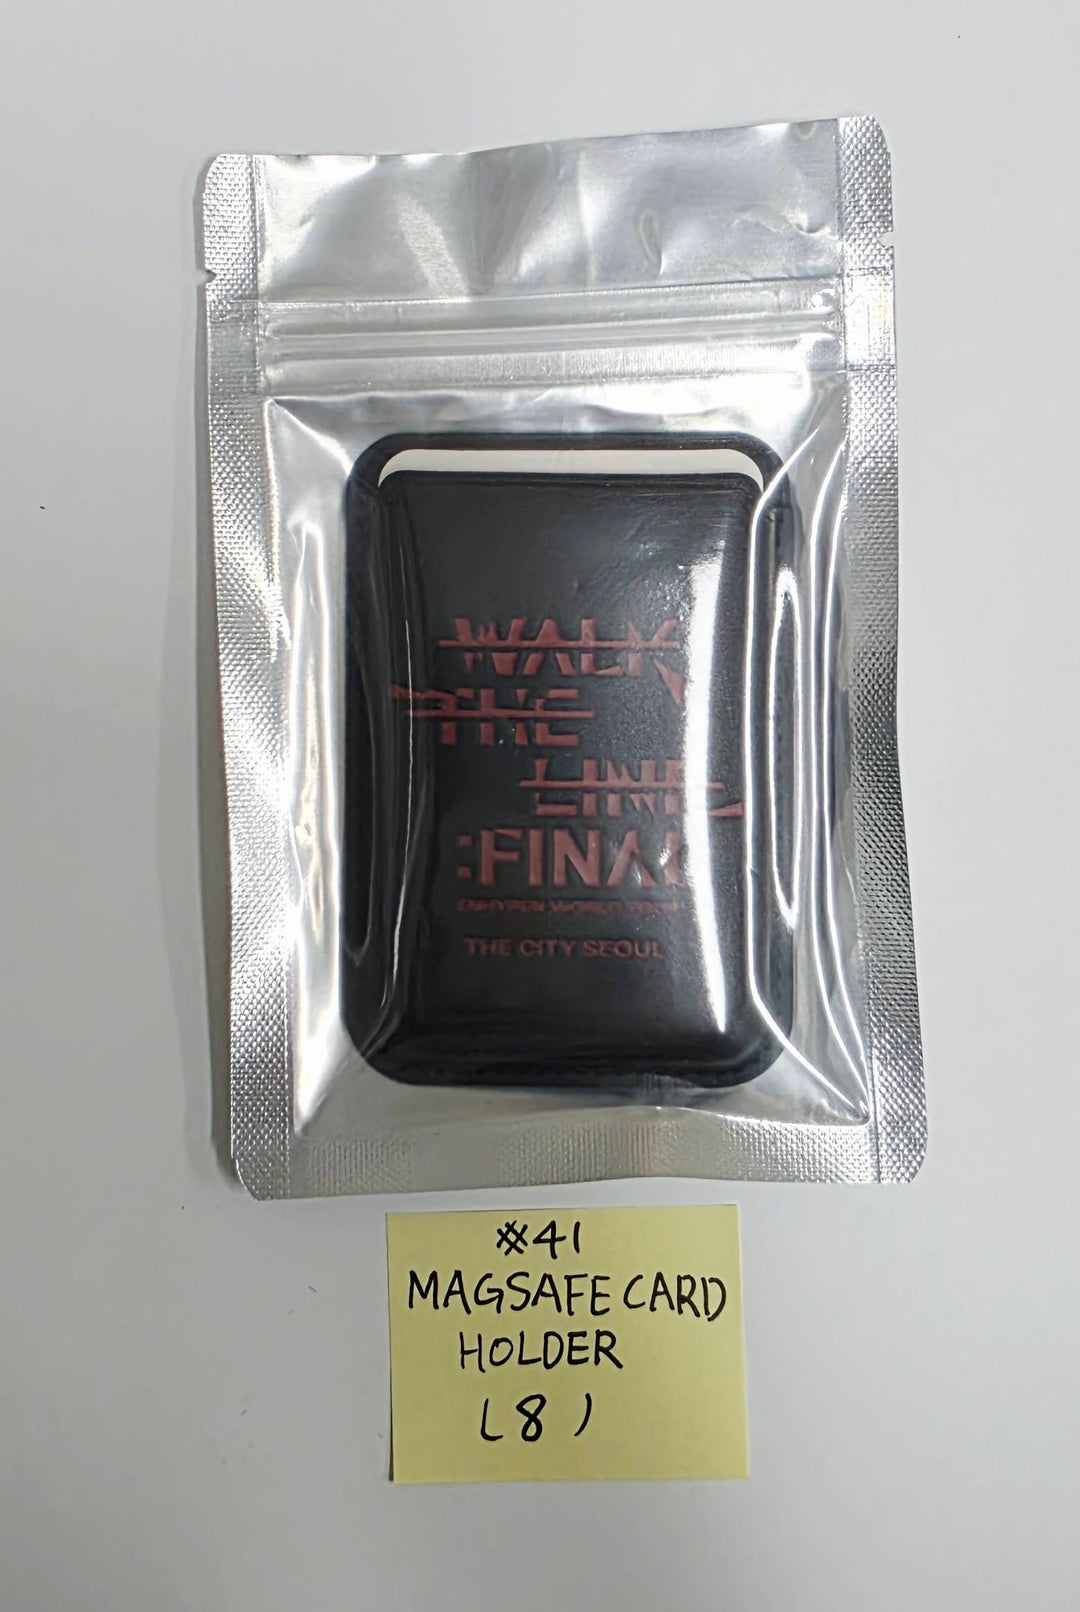 WALK
THE
LINE
:FINAL
ENHYPEN WORLD TOUR
THE CITY SEOUL
#41
MAGSAFE CARD
HOLDER
(8)